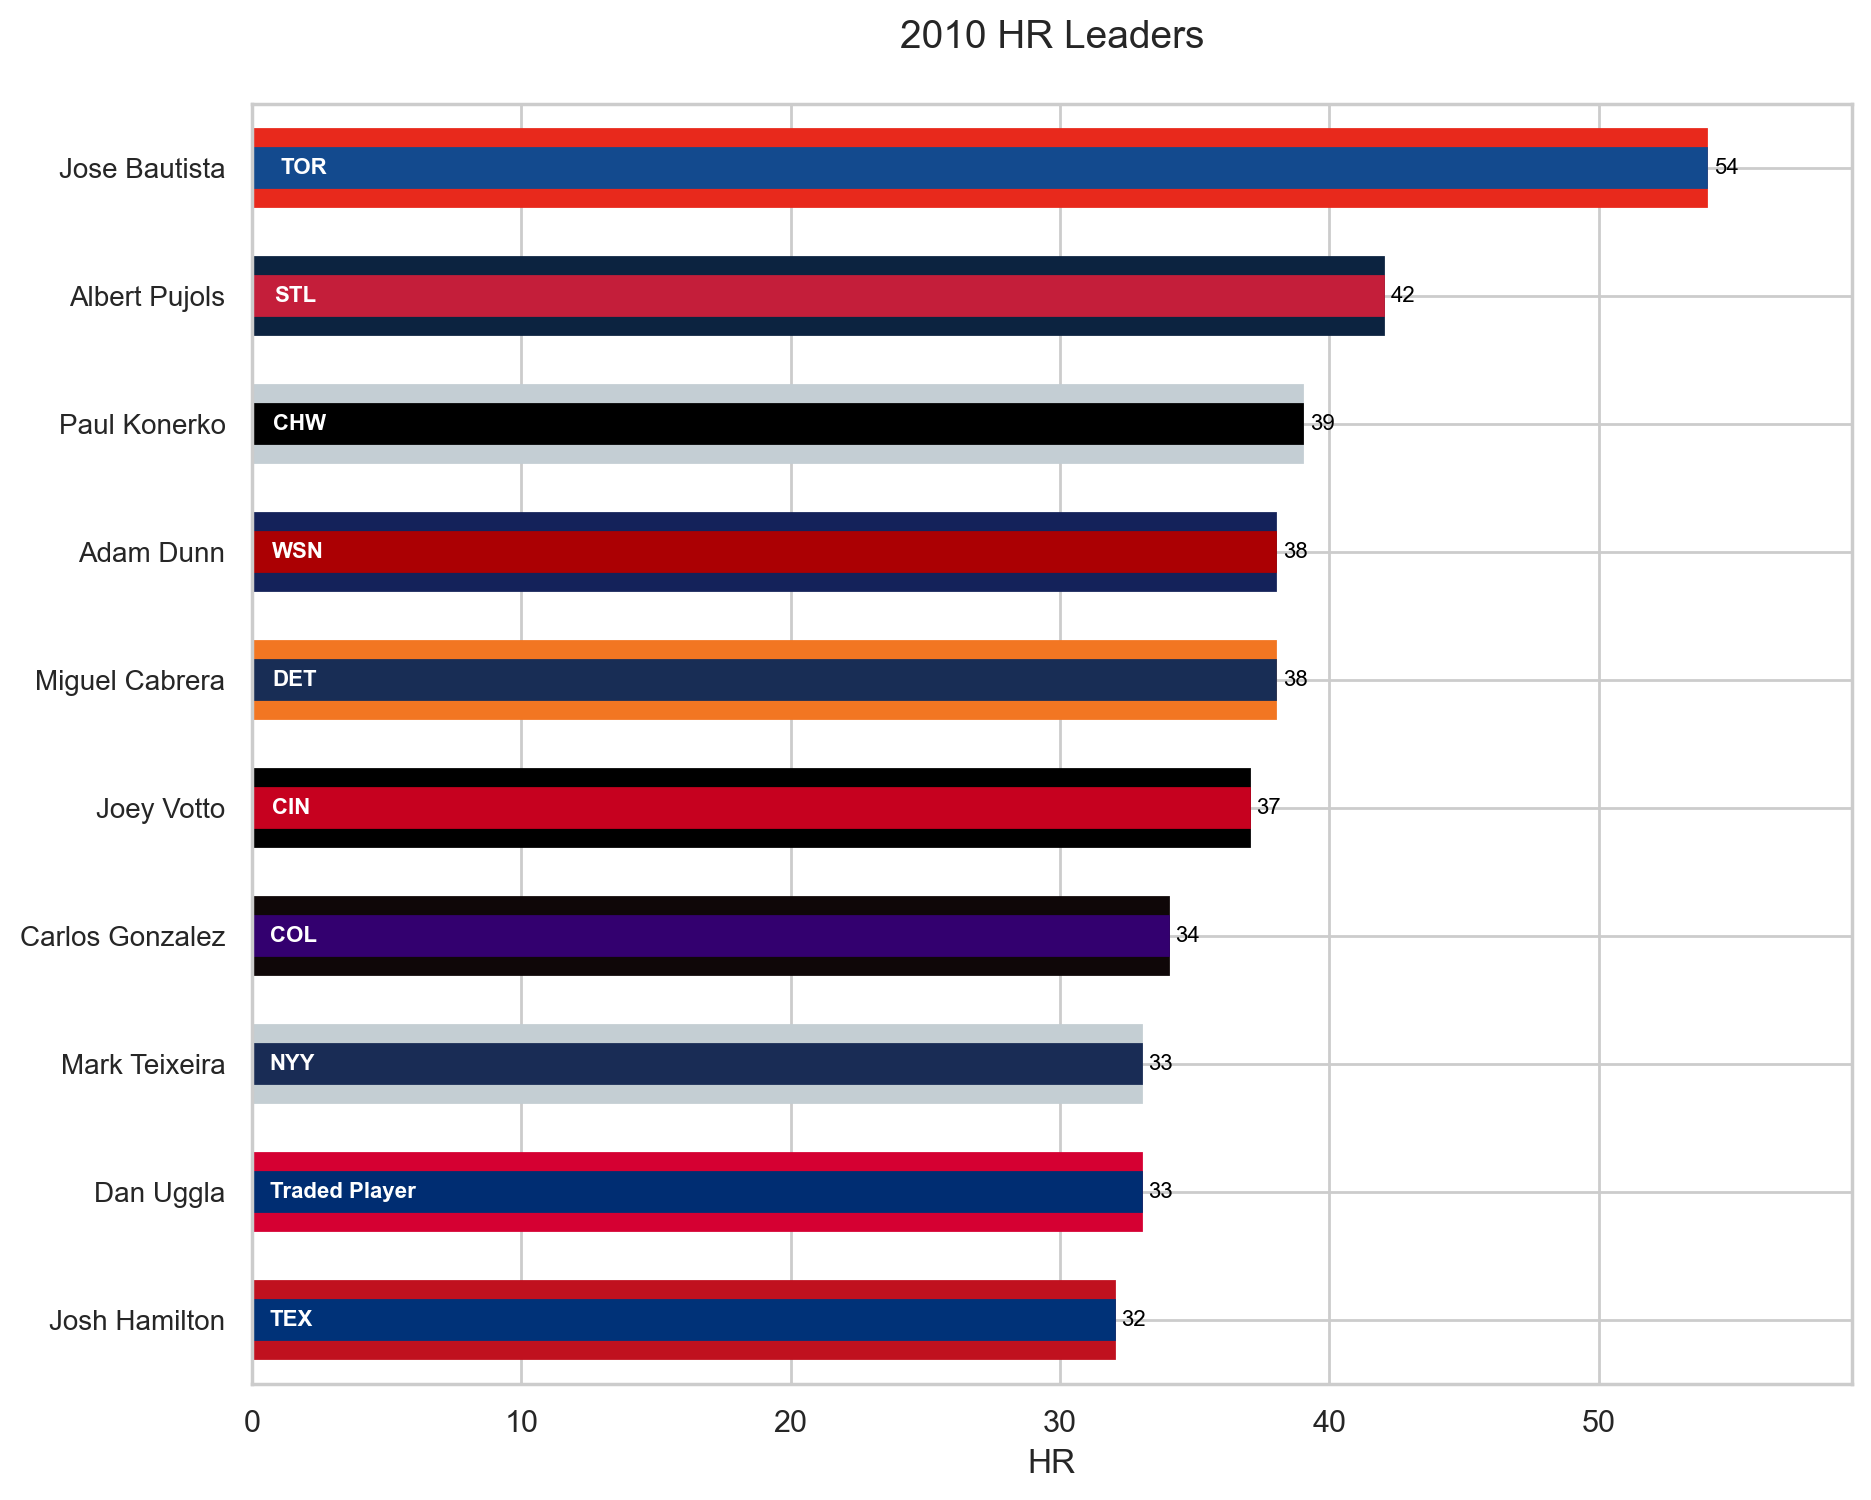 2010 HR Leaders
Jose Bautista TOR 54
Albert Pujols STL 42
Paul Konerko CHW 39
Adam Dunn WSN 38
Miguel Cabrera DET 38
Joey Votto CIN 37
Carlos Gonzalez COL 34
Mark Teixeira NYY 33
Dan Uggla Traded Player 33
Josh Hamilton TEX 32
0 10 20 30 40 50
HR